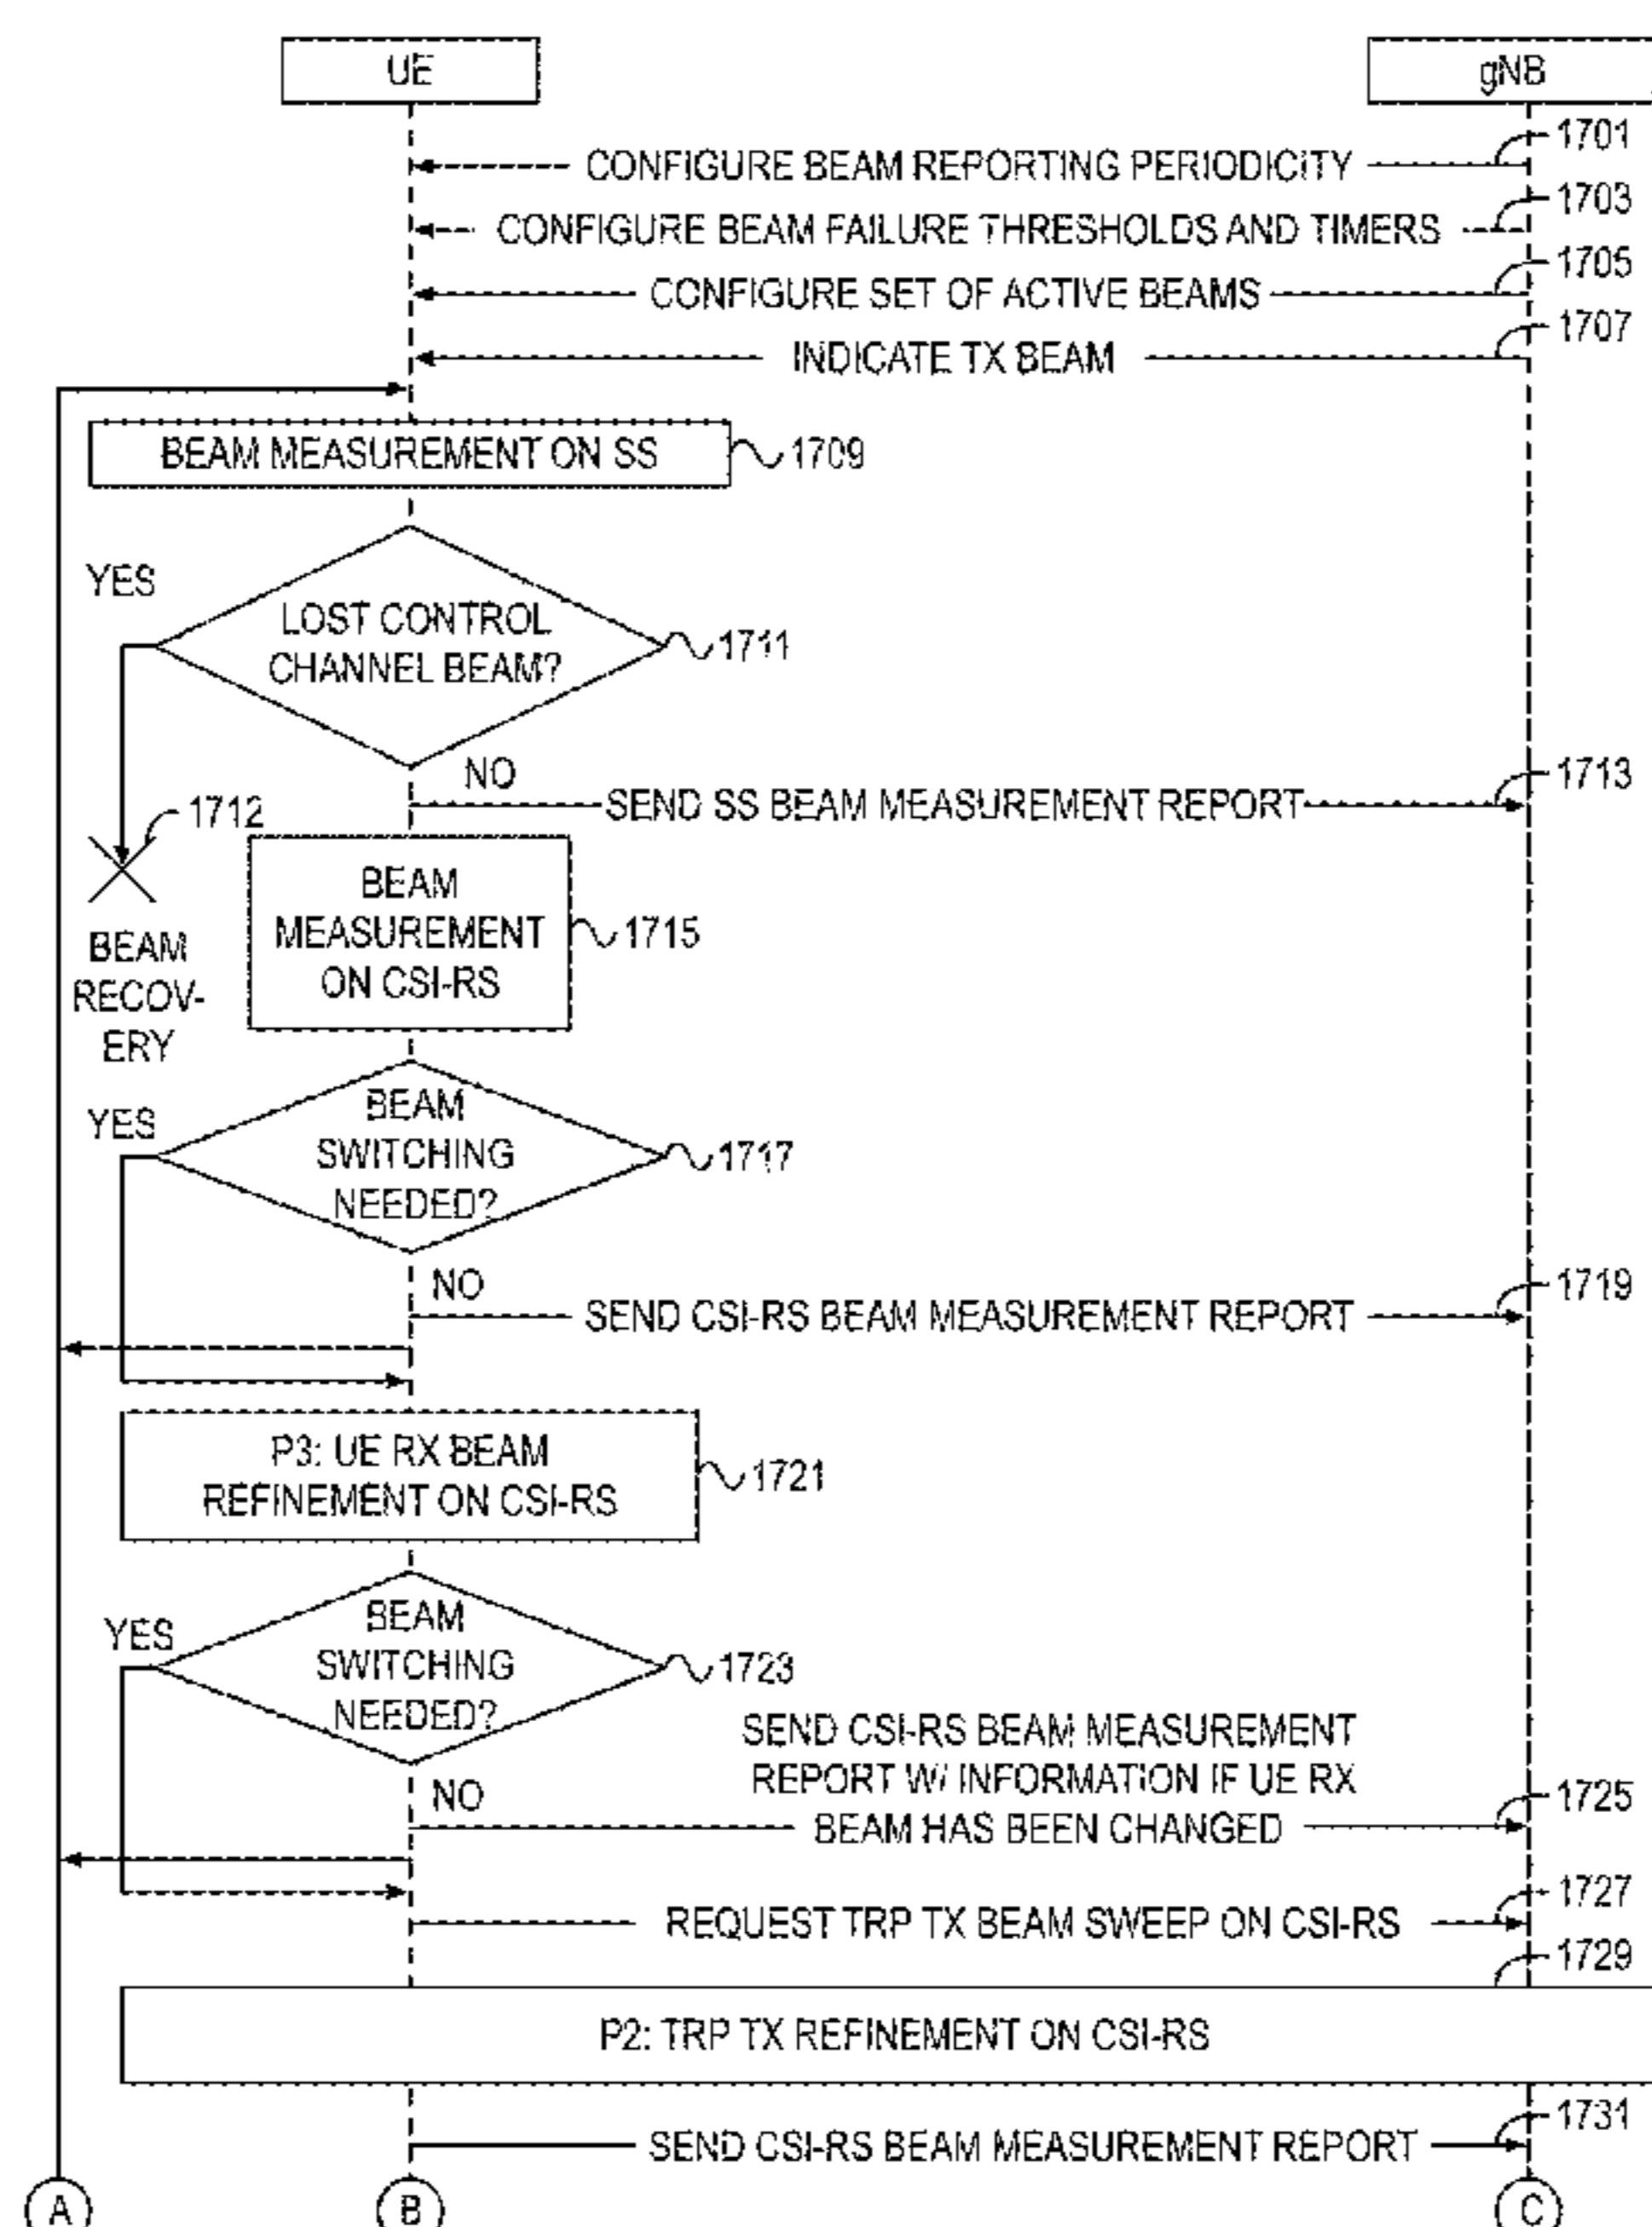 UE
gNB
1701
CONFIGURE BEAM REPORTING PERIODICITY
1703
CONFIGURE BEAM FAILURE THRESHOLDS AND TIMERS
1705
CONFIGURE SET OF ACTIVE BEAMS
1707
INDICATE TX BEAM
BEAM MEASUREMENT ON SS
1709
YES
LOST CONTROL
CHANNEL BEAM?
1711
NO
1713
SEND SS BEAM MEASUREMENT REPORT
1712
BEAM
RECOV-
ERY
BEAM
MEASUREMENT
ON CSI-RS
1715
YES
BEAM
SWITCHING
NEEDED?
1717
NO
1719
SEND CSI-RS BEAM MEASUREMENT REPORT
P3: UE RX BEAM
REFINEMENT ON CSI-RS
1721
YES
BEAM
SWITCHING
NEEDED?
1723
NO
SEND CSI-RS BEAM MEASUREMENT
REPORT W/ INFORMATION IF UE RX
BEAM HAS BEEN CHANGED
1725
1727
REQUEST TRP TX BEAM SWEEP ON CSI-RS
1729
P2: TRP TX REFINEMENT ON CSI-RS
1731
SEND CSI-RS BEAM MEASUREMENT REPORT
A
B
C